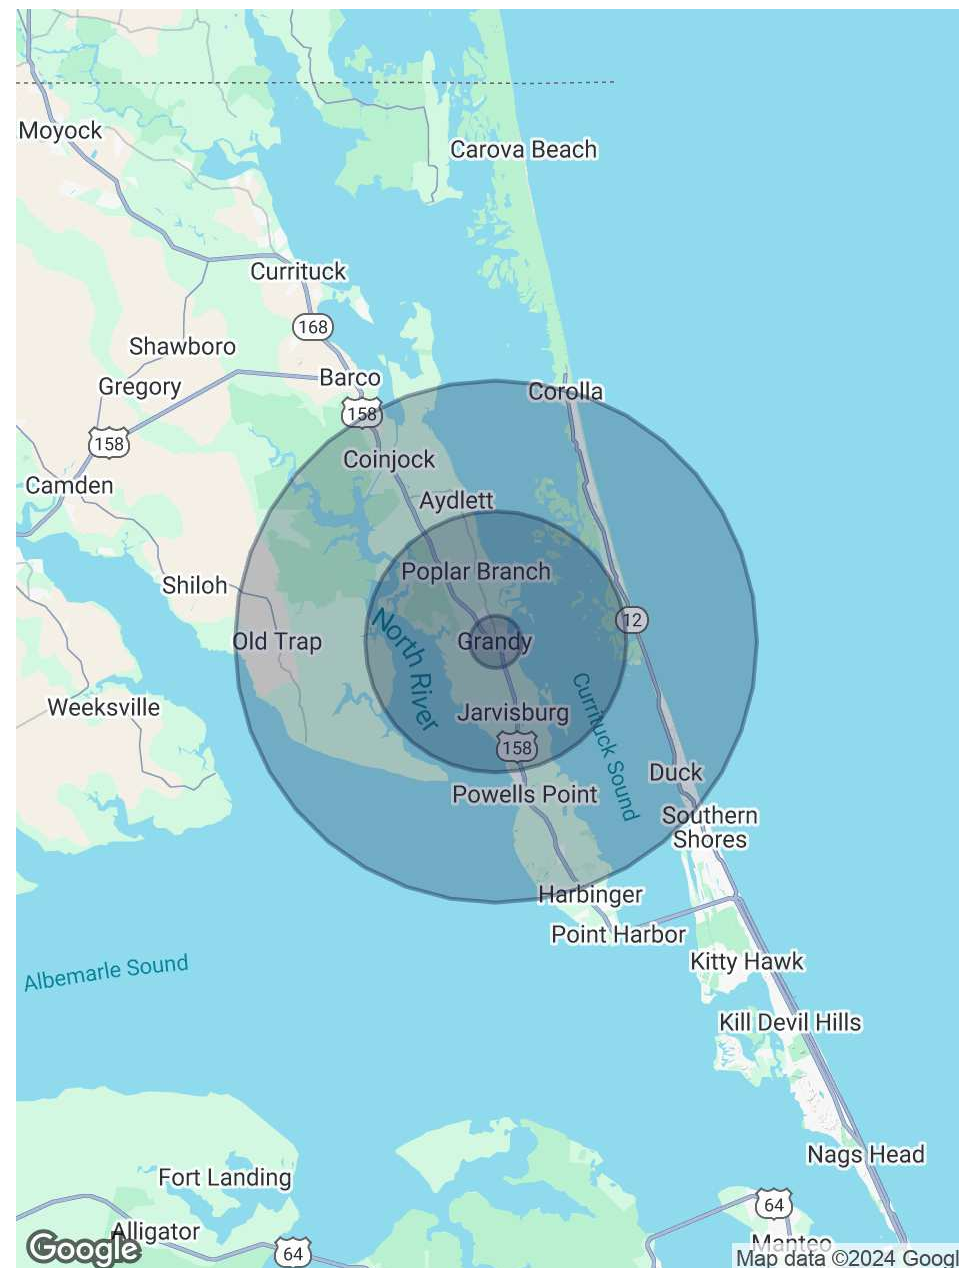 Moyock
Carova Beach
Currituck
168
Shawboro
Barco
Gregory
Corolla
158
158
Coinjock
Camden
Aydlett
Poplar Branch
Shiloh
12
North River
Old Trap
Grandy
Currituck Sound
Weeksville
Jarvisburg
158
Duck
Powells Point
Southern
Shores
Harbinger
Point Harbor
Kitty Hawk
Albemarle Sound
Kill Devil Hills
Nags Head
Fort Landing
64
Alligator
Manteo
Google
64
Map data ©2024 Googl